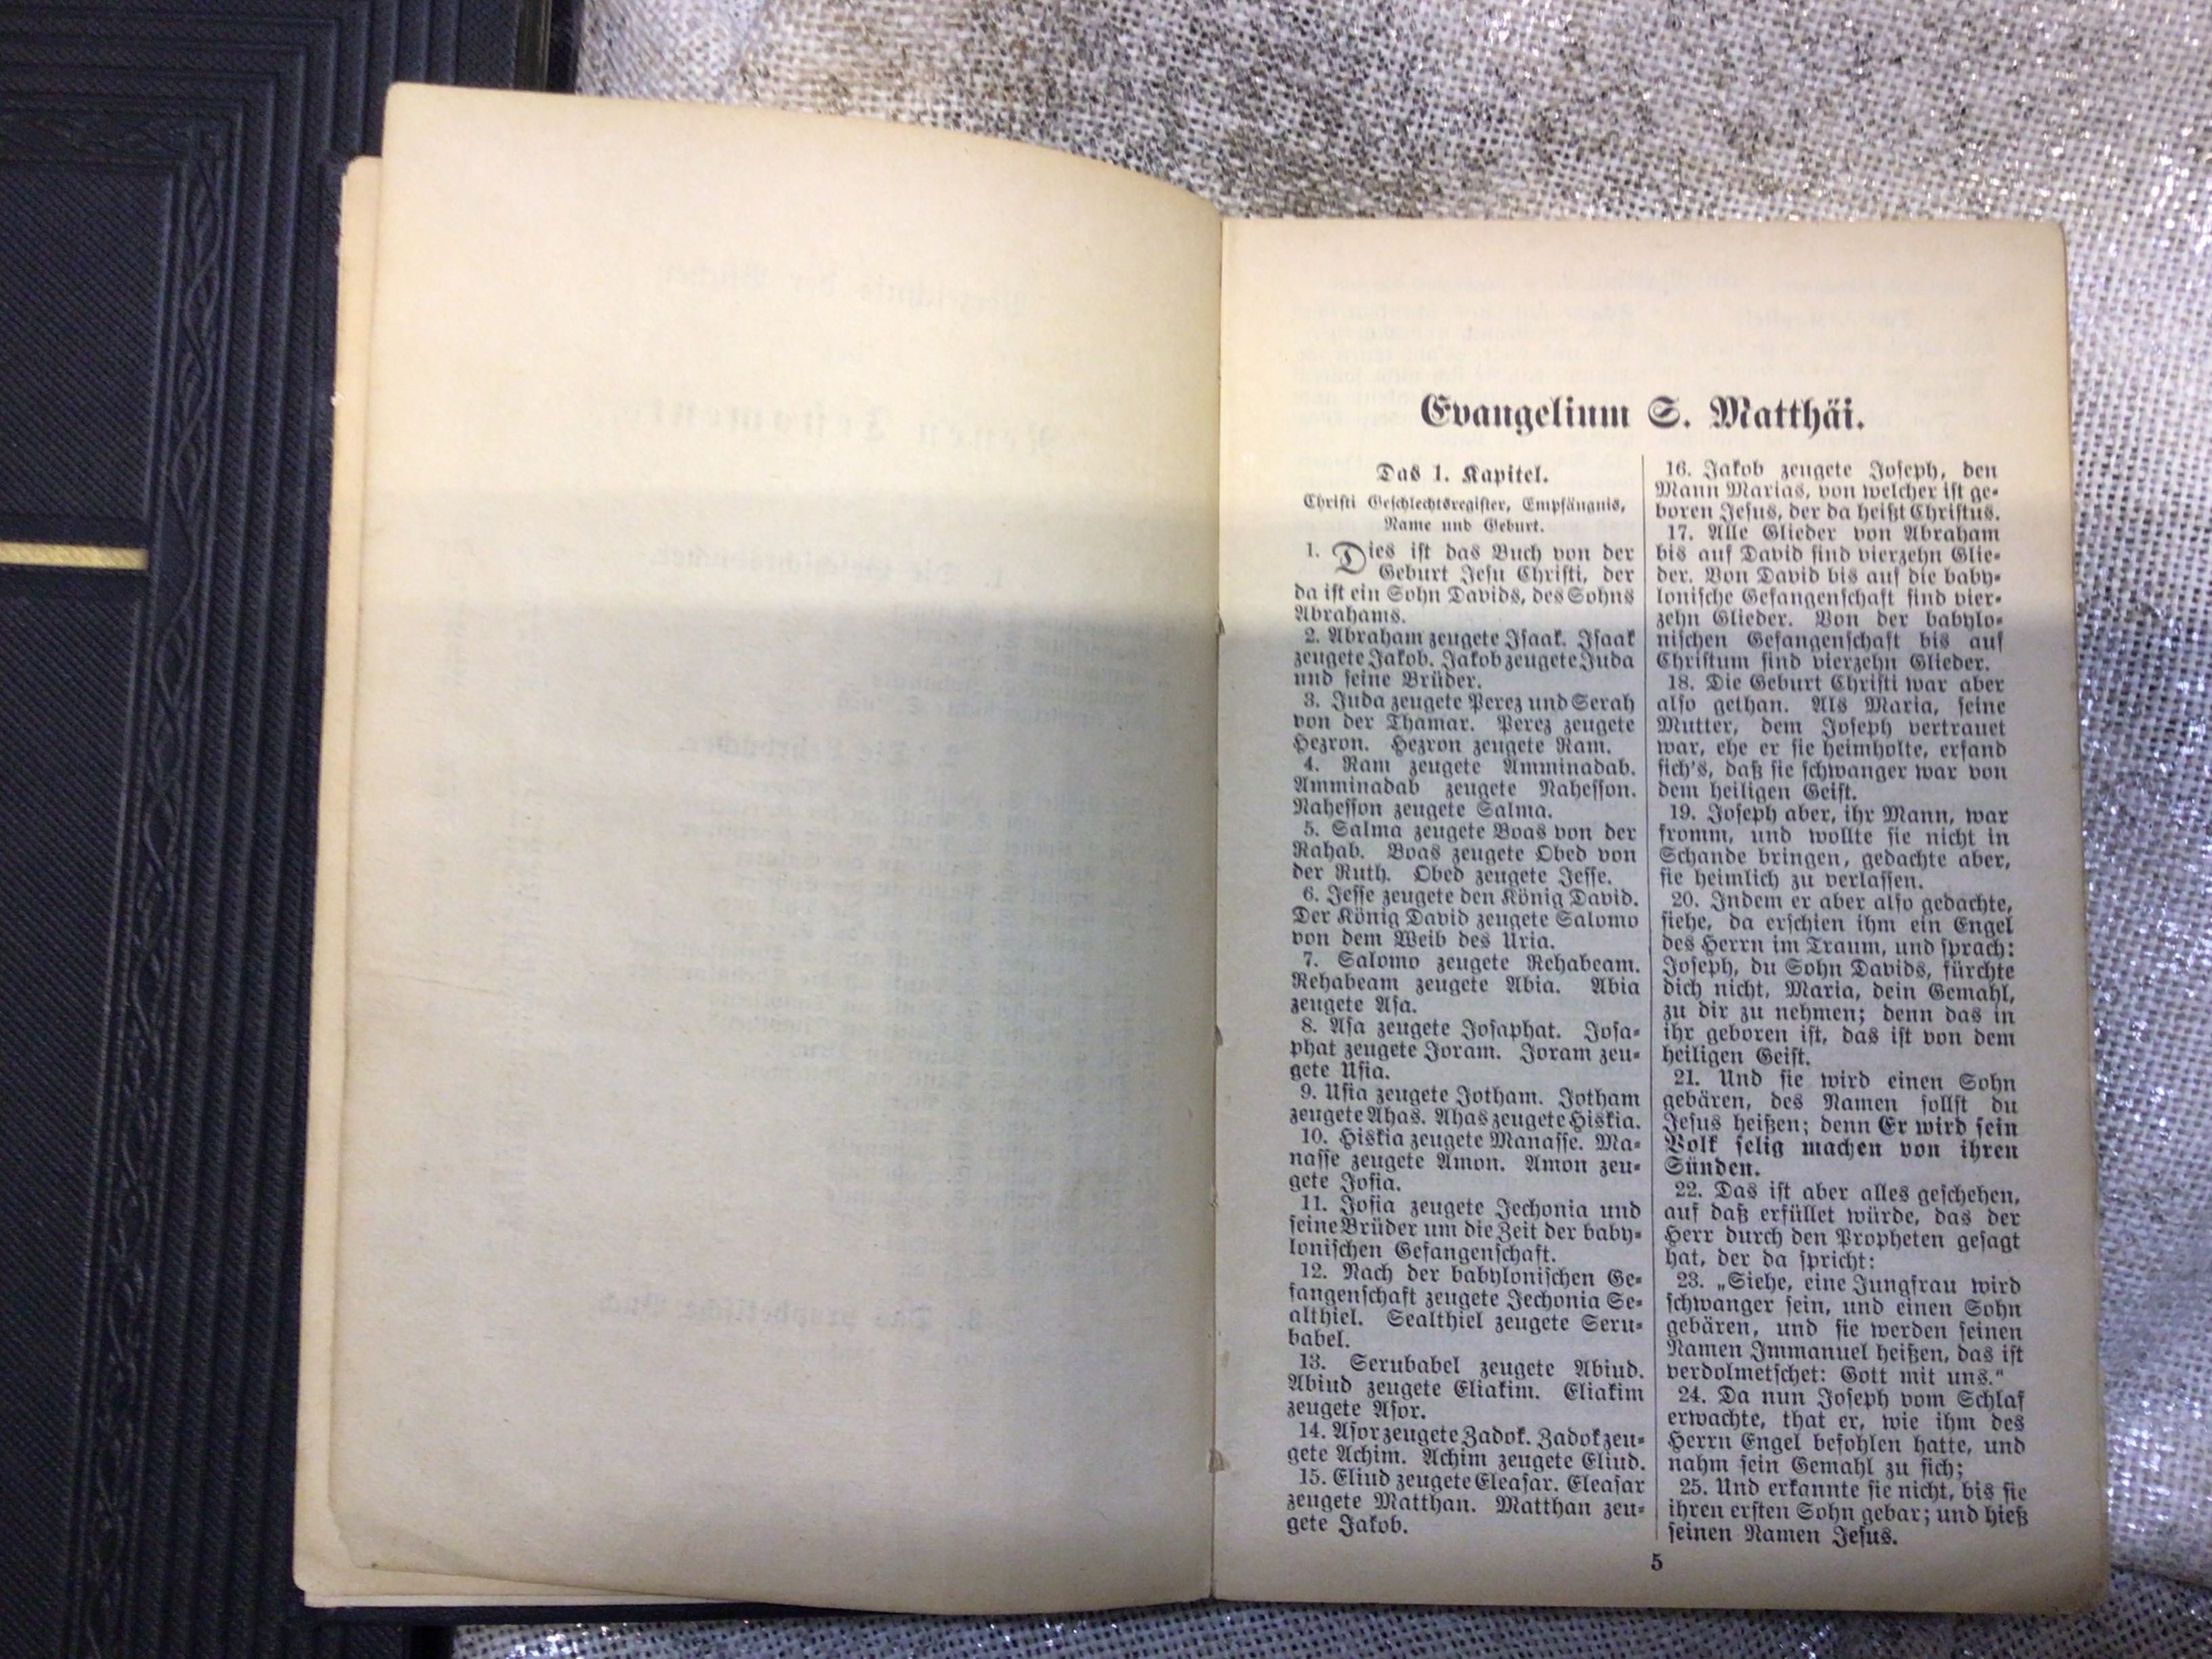 Evangelium S. Matthäi.
Das 1. Kapitel.
Christi Geschlechtsregister, Empfängnis,
Name und Geburt.
1. Dies ist das Buch von der
Geburt Jesu Christi, der
da ist ein Sohn Davids, des Sohns
Abrahams.
2. Abraham zeugete Isaak. Isaak
zeugete Jakob. Jakob zeugete Juda
und seine Brüder.
3. Juda zeugete Perez und Serah
von der Thamar. Perez zeugete
Hezron. Hezron zeugete Ram.
4. Ram zeugete Amminadab.
Amminadab zeugete Nahesson.
Nahesson zeugete Salma.
5. Salma zeugete Boas von der
Rahab. Boas zeugete Obed von
der Ruth. Obed zeugete Jesse.
6. Jesse zeugete den König David.
Der König David zeugete Salomo
von dem Weib des Uria.
7. Salomo zeugete Rehabeam.
Rehabeam zeugete Abia. Abia
zeugete Asa.
8. Asa zeugete Josaphat. Josa-
phat zeugete Joram. Joram zeu-
gete Usia.
9. Usia zeugete Jotham. Jotham
zeugete Ahas. Ahas zeugete Hiskia.
10. Hiskia zeugete Manasse. Ma-
nasse zeugete Amon. Amon zeu-
gete Josia.
11. Josia zeugete Jechonia und
seine Brüder um die Zeit der baby-
lonischen Gefangenschaft.
12. Nach der babylonischen Ge-
fangenschaft zeugete Jechonia Se-
althiel. Sealthiel zeugete Seru-
babel.
13. Serubabel zeugete Abiud.
Abiud zeugete Eliakim. Eliakim
zeugete Asor.
14. Asor zeugete Zadok. Zadok zeu-
gete Achim. Achim zeugete Eliud.
15. Eliud zeugete Eleasar. Eleasar
zeugete Matthan. Matthan zeu-
gete Jakob.
16. Jakob zeugete Joseph, den
Mann Marias, von welcher ist ge-
boren Jesus, der da heißt Christus.
17. Alle Glieder von Abraham
bis auf David sind vierzehn Glie-
der. Von David bis auf die baby-
lonische Gefangenschaft sind vier-
zehn Glieder. Von der babylo-
nischen Gefangenschaft bis auf
Christum sind vierzehn Glieder.
18. Die Geburt Christi war aber
also gethan. Als Maria, seine
Mutter, dem Joseph vertrauet
war, ehe er sie heimholte, erfand
sich's, daß sie schwanger war von
dem heiligen Geist.
19. Joseph aber, ihr Mann, war
fromm, und wollte sie nicht in
Schande bringen, gedachte aber,
sie heimlich zu verlassen.
20. Indem er aber also gedachte,
siehe, da erschien ihm ein Engel
des Herrn im Traum, und sprach:
Joseph, du Sohn Davids, fürchte
dich nicht, Maria, dein Gemahl,
zu dir zu nehmen; denn das in
ihr geboren ist, das ist von dem
heiligen Geist.
21. Und sie wird einen Sohn
gebären, des Namen sollst du
Jesus heißen; denn Er wird sein
Volk selig machen von ihren
Sünden.
22. Das ist aber alles geschehen,
auf daß erfüllet würde, das der
Herr durch den Propheten gesagt
hat, der da spricht:
23. „Siehe, eine Jungfrau wird
schwanger sein, und einen Sohn
gebären, und sie werden seinen
Namen Immanuel heißen, das ist
verdolmetschet: Gott mit uns.“
24. Da nun Joseph vom Schlaf
erwachte, that er, wie ihm des
Herrn Engel befohlen hatte, und
nahm sein Gemahl zu sich;
25. Und erkannte sie nicht, bis sie
ihren ersten Sohn gebar; und hieß
seinen Namen Jesus.
5